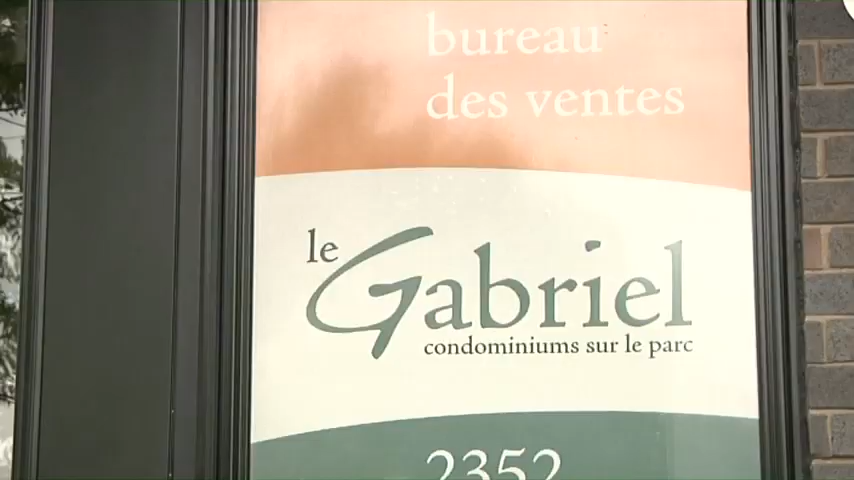 bureau
des ventes
le Gabriel
condominiums sur le parc
2352